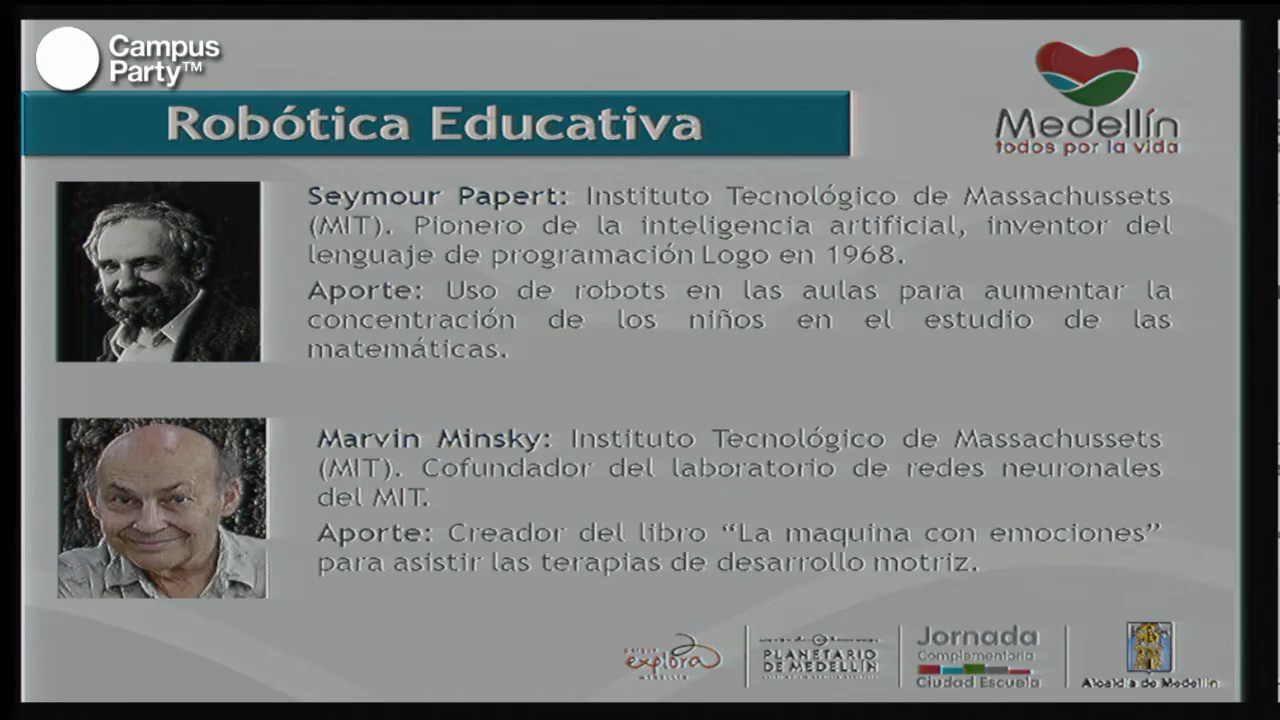 Campus
Party™
Robótica Educativa
Medellín
todos por la vida
Seymour Papert: Instituto Tecnológico de Massachussets
(MIT). Pionero de la inteligencia artificial, inventor del
lenguaje de programación Logo en 1968.
Aporte: Uso de robots en las aulas para aumentar la
concentración de los niños en el estudio de las
matemáticas.
Marvin Minsky: Instituto Tecnológico de Massachussets
(MIT). Cofundador del laboratorio de redes neuronales
del MIT.
Aporte: Creador del libro “La maquina con emociones”
para asistir las terapias de desarrollo motriz.
parque
explora
MEDELLÍN
PLANETARIO
DE MEDELLÍN
Jornada
Complementaria
Ciudad Escuela
Alcaldía de Medellín